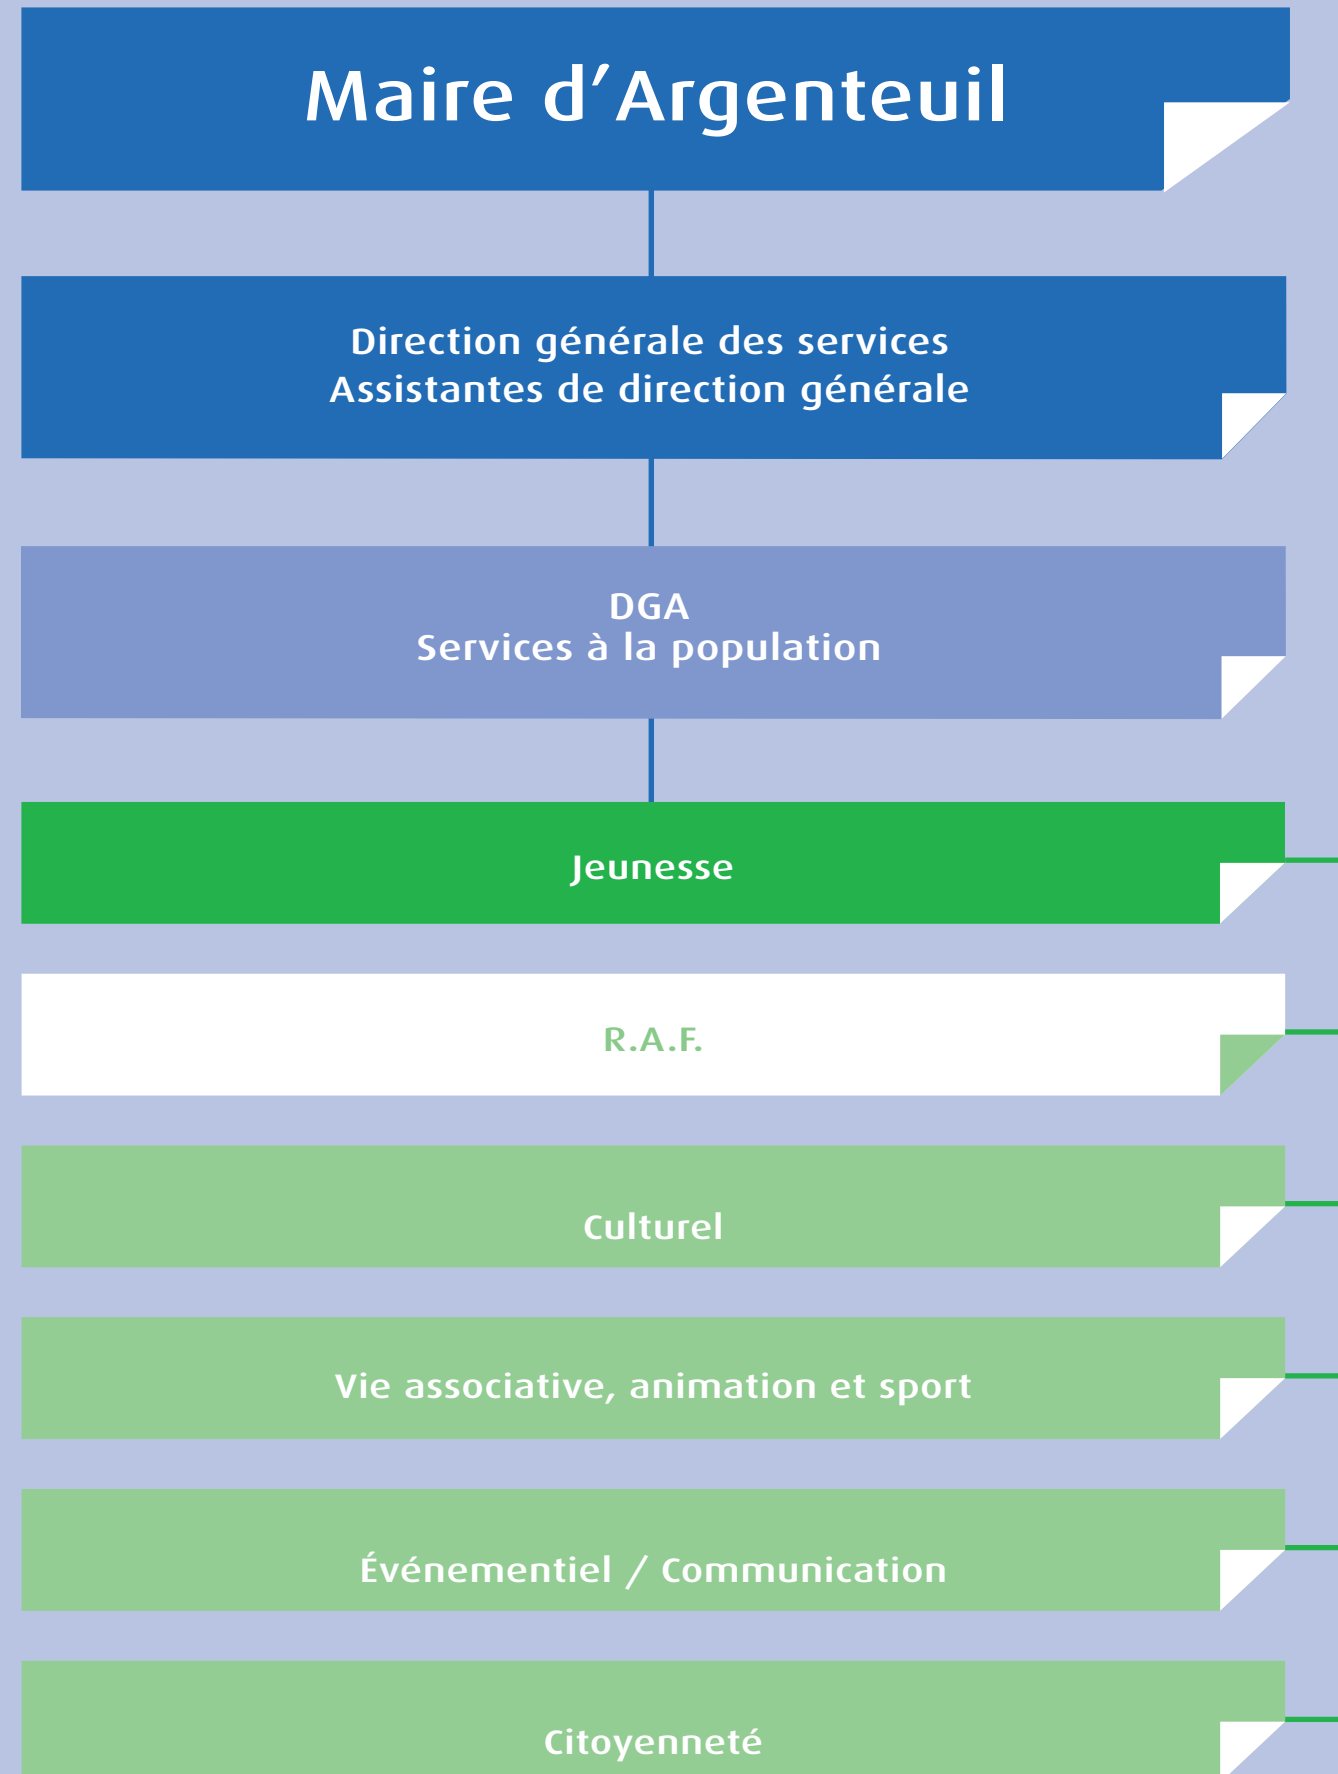 Maire d’Argenteuil
Direction générale des services
Assistantes de direction générale
DGA
Services à la population
Jeunesse
R.A.F.
Culturel
Vie associative, animation et sport
Événementiel / Communication
Citoyenneté